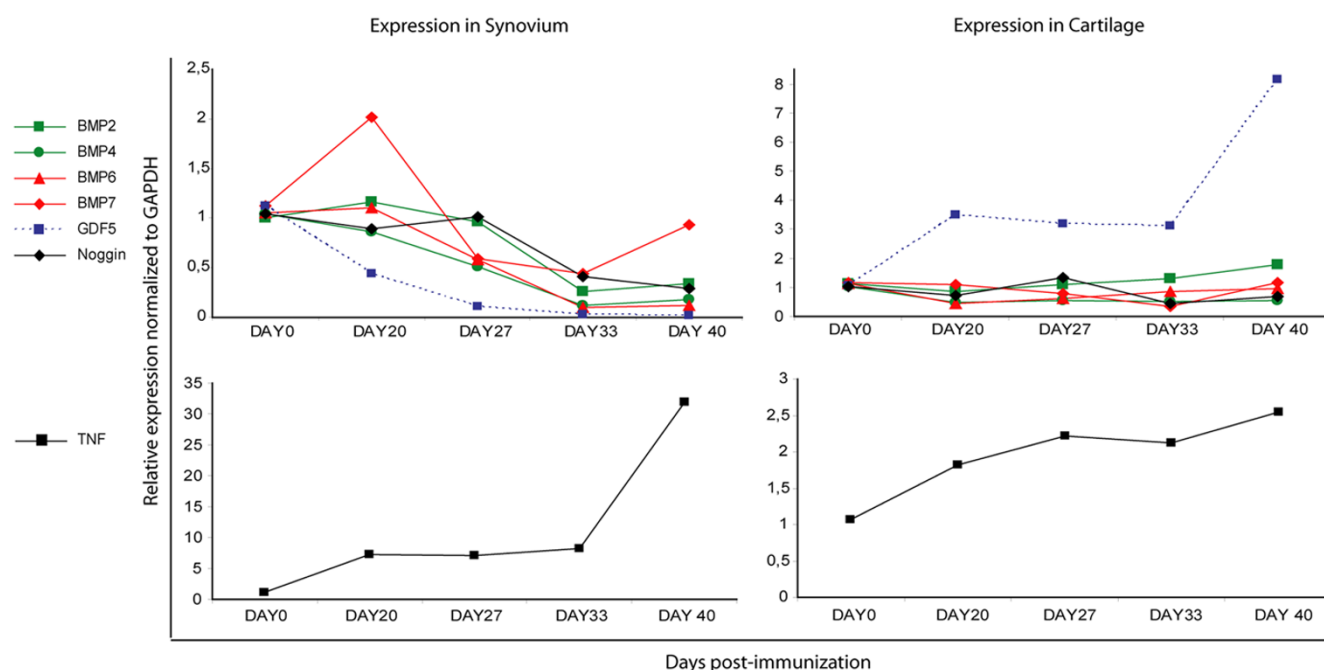 Expression in Synovium
Expression in Cartilage
BMP2
BMP4
BMP6
BMP7
GDF5
Noggin
TNF
Relative expression normalized to GAPDH
2,5
2
1,5
1
0,5
0
DAY0 DAY20 DAY27 DAY33 DAY 40
8
7
6
5
4
3
2
1
0
DAY0 DAY20 DAY27 DAY33 DAY 40
35
30
25
20
15
10
5
0
DAY0 DAY20 DAY27 DAY33 DAY 40
3
2,5
2
1,5
1
0,5
0
DAY0 DAY20 DAY27 DAY33 DAY 40
Days post-immunization